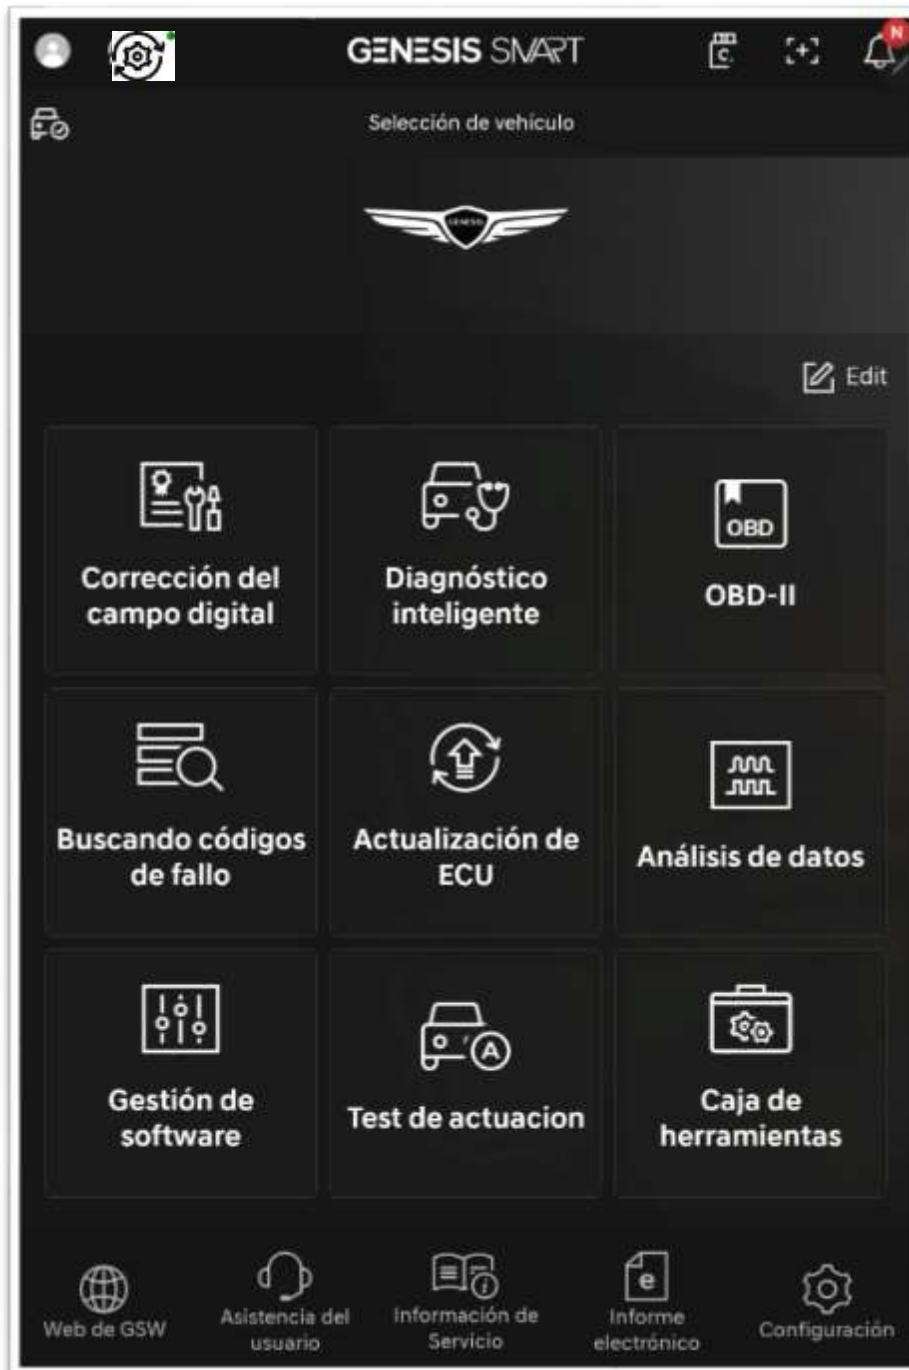 GENESIS SMART
C.
N
Selección de vehículo
GENESIS
Edit
Corrección del
campo digital
Diagnóstico
inteligente
OBD
OBD-II
Buscando códigos
de fallo
Actualización de
ECU
Análisis de datos
Gestión de
software
A
Test de actuacion
Caja de
herramientas
Web de GSW
Asistencia del
usuario
Información de
Servicio
e
Informe
electrónico
Configuración